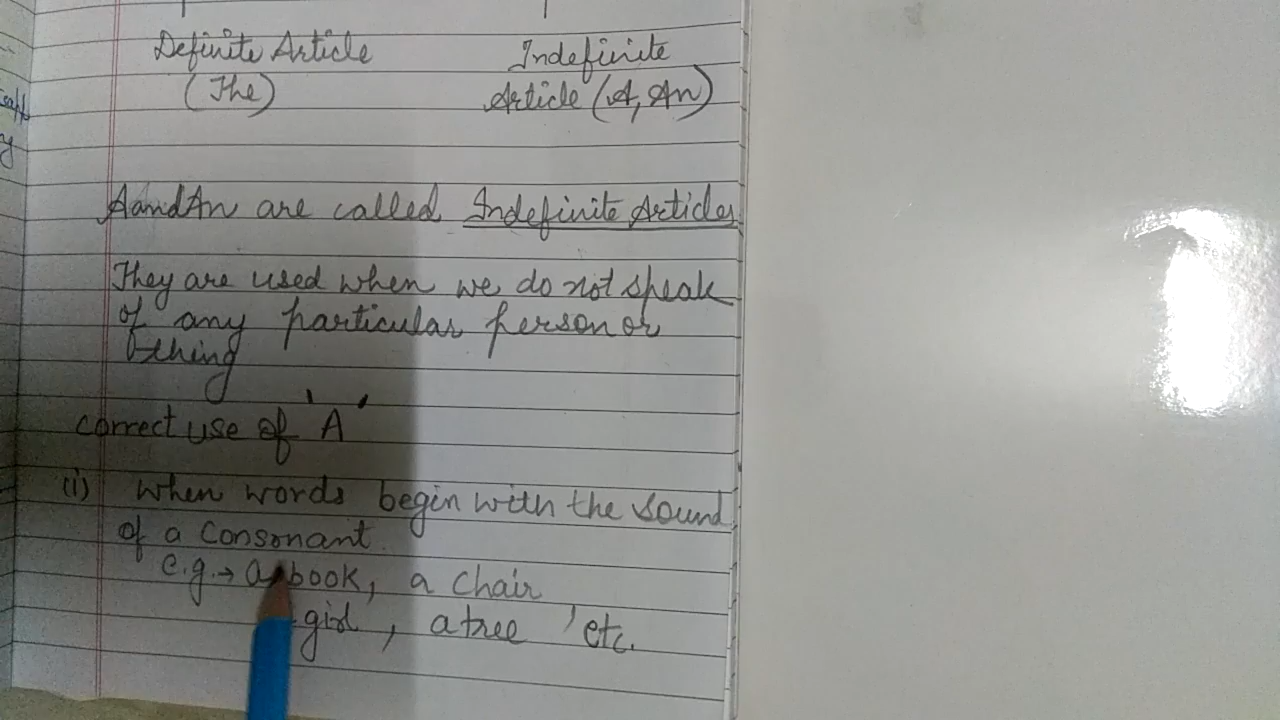 Definite Article Indefinite
(The) Article (A, An)
A and An are called Indefinite Articles
They are used when we do not speak
of any particular person or
thing
correct use of 'A'
(i) when words begin with the sound
of a consonant.
e.g.→ a book, a chair
girl, a tree, etc.